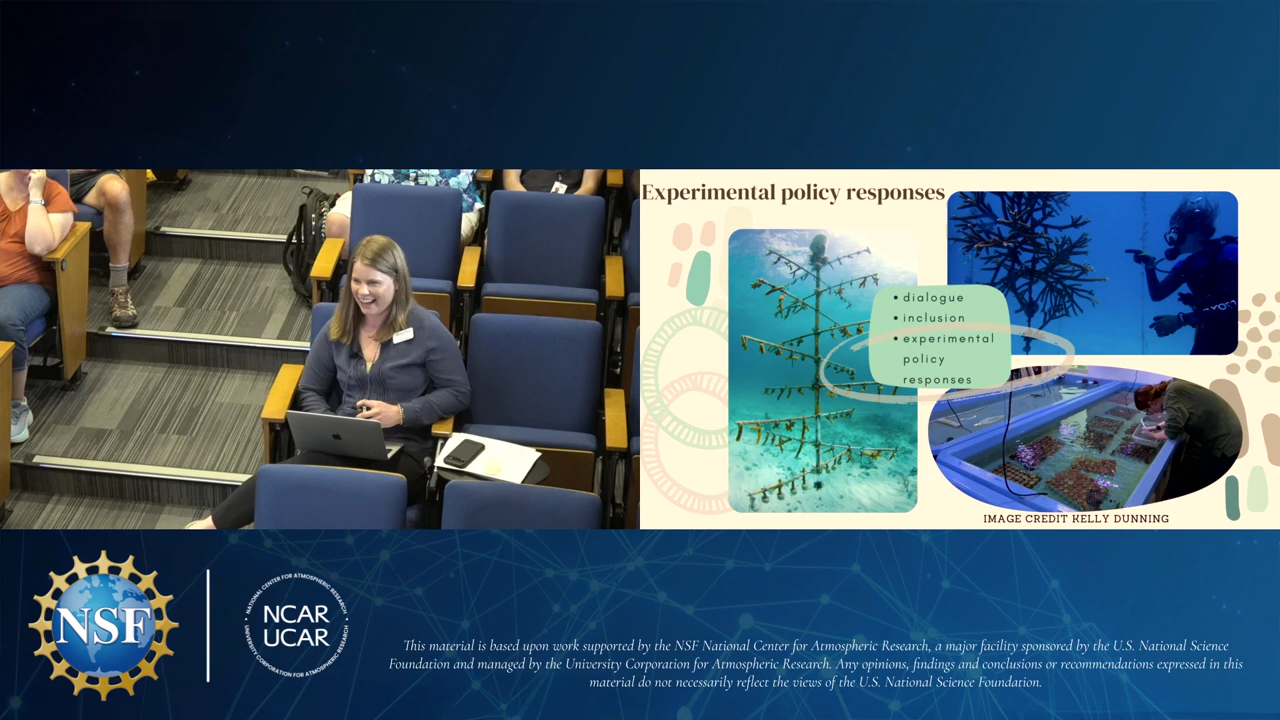 Experimental policy responses
• dialogue
• inclusion
• experimental
policy
responses
IMAGE CREDIT KELLY DUNNING
NSF
NATIONAL CENTER FOR ATMOSPHERIC RESEARCH
NCAR
UCAR
UNIVERSITY CORPORATION FOR ATMOSPHERIC RESEARCH
This material is based upon work supported by the NSF National Center for Atmospheric Research, a major facility sponsored by the U.S. National Science
Foundation and managed by the University Corporation for Atmospheric Research. Any opinions, findings and conclusions or recommendations expressed in this
material do not necessarily reflect the views of the U.S. National Science Foundation.